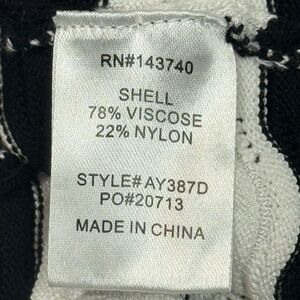 RN#143740
SHELL
78% VISCOSE
22% NYLON
STYLE# AY387D
PO#20713
MADE IN CHINA